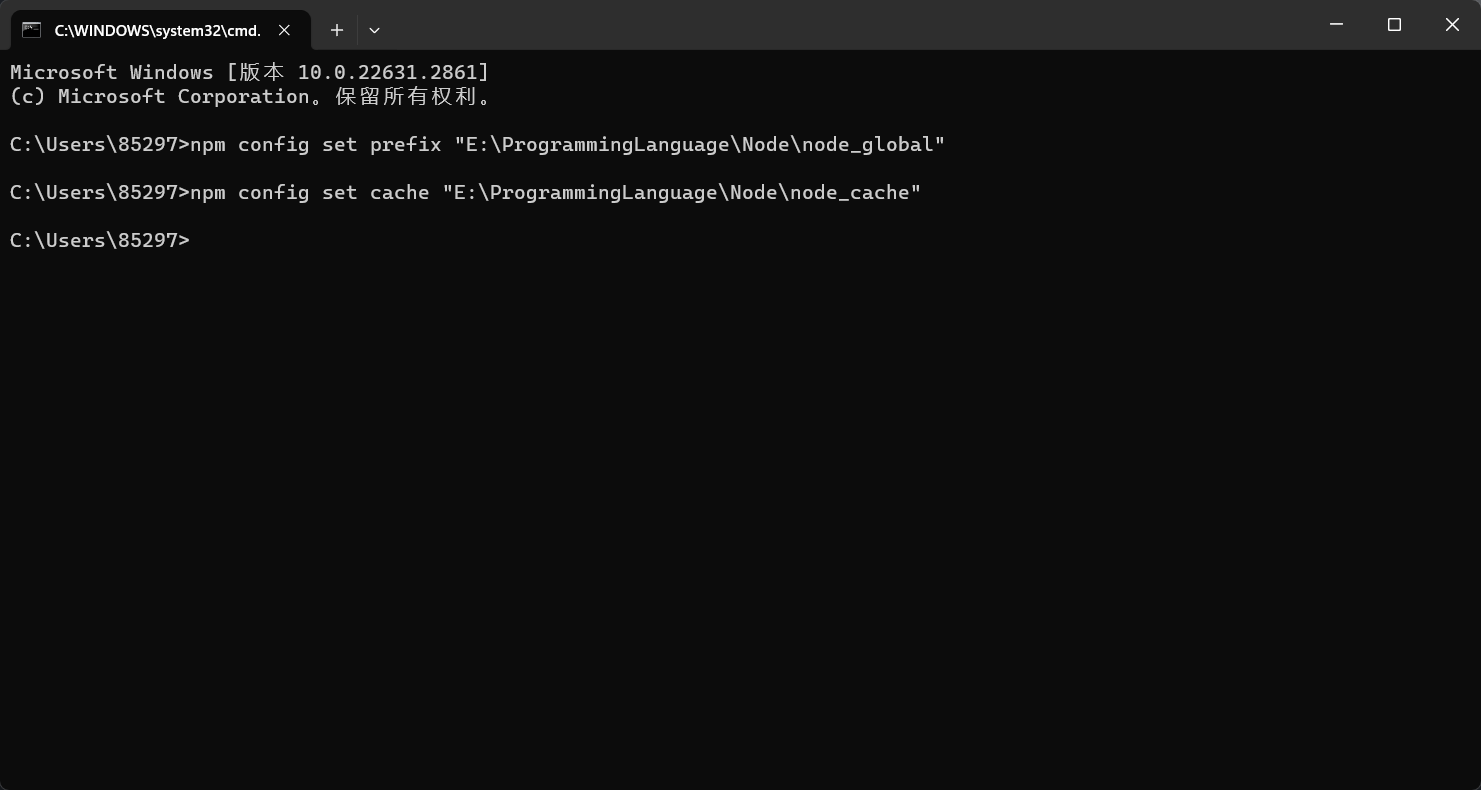 C:\WINDOWS\system32\cmd.
Microsoft Windows [版本 10.0.22631.2861]
(c) Microsoft Corporation。保留所有权利。
C:\Users\85297>npm config set prefix "E:\ProgrammingLanguage\Node\node_global"
C:\Users\85297>npm config set cache "E:\ProgrammingLanguage\Node\node_cache"
C:\Users\85297>